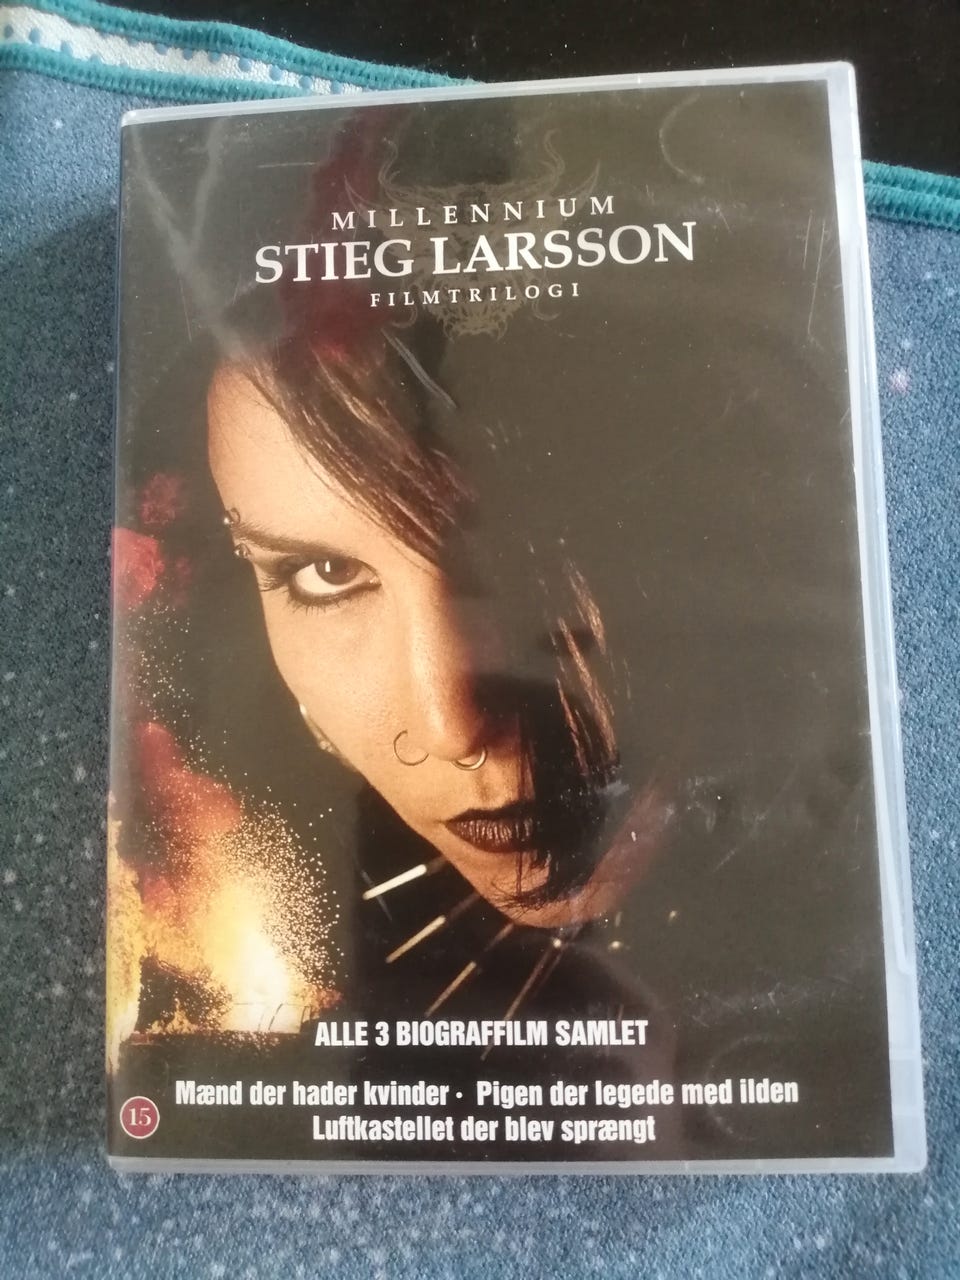 MILLENNIUM
STIEG LARSSON
FILMTRILOGI
ALLE 3 BIOGRAFFILM SAMLET
Mænd der hader kvinder · Pigen der legede med ilden
Luftkastellet der blev sprængt
15